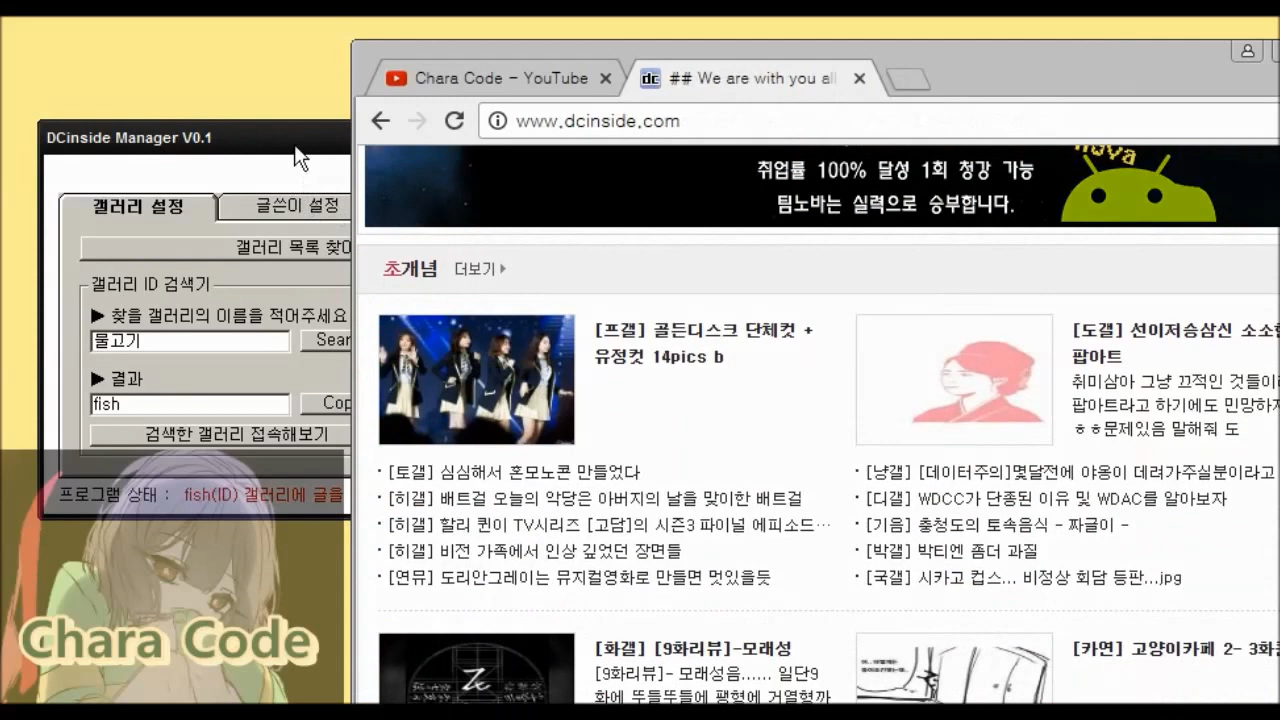 Chara Code - YouTube
## We are with you all
www.dcinside.com
DCinside Manager V0.1
갤러리 설정
글쓴이 설정
갤러리 목록 찾
갤러리 ID 검색기
▶ 찾을 갤러리의 이름을 적어주세요
물고기
Sear
▶ 결과
fish
Cop
검색한 갤러리 접속해보기
프로그램 상태 : fish(ID) 갤러리에 글을
Chara Code
nova
취업률 100% 달성 1회 청강 가능
팀노바는 실력으로 승부합니다.
초개념 더보기
[프갤] 골든디스크 단체컷 +
유정컷 14pics b
[도갤] 선이저승삼신 소소한
팝아트
취미삼아 그냥 끄적인 것들이
팝아트라고 하기에도 민망하지
ㅎㅎ문제있음 말해줘 도
· [토갤] 심심해서 혼모노콘 만들었다
· [히갤] 배트걸 오늘의 악당은 아버지의 날을 맞이한 배트걸
· [히갤] 할리 퀸이 TV시리즈 [고담]의 시즌3 파이널 에피소드…
· [히갤] 비전 가족에서 인상 깊었던 장면들
· [연뮤] 도리안그레이는 뮤지컬영화로 만들면 멋있을듯
· [냥갤] [데이터주의]몇달전에 야옹이 데려가주실분이라고
· [디갤] WDCC가 단종된 이유 및 WDAC를 알아보자
· [기음] 충청도의 토속음식 - 짜글이 -
· [박갤] 박티엔 좀더 과질
· [국갤] 시카고 컵스... 비정상 회담 등판...jpg
[화갤] [9화리뷰]-모래성
[9화리뷰]- 모래성음...... 일단9
화에 뚜들뚜들에 팽형에 거열형까
[카연] 고양이카페 2- 3화